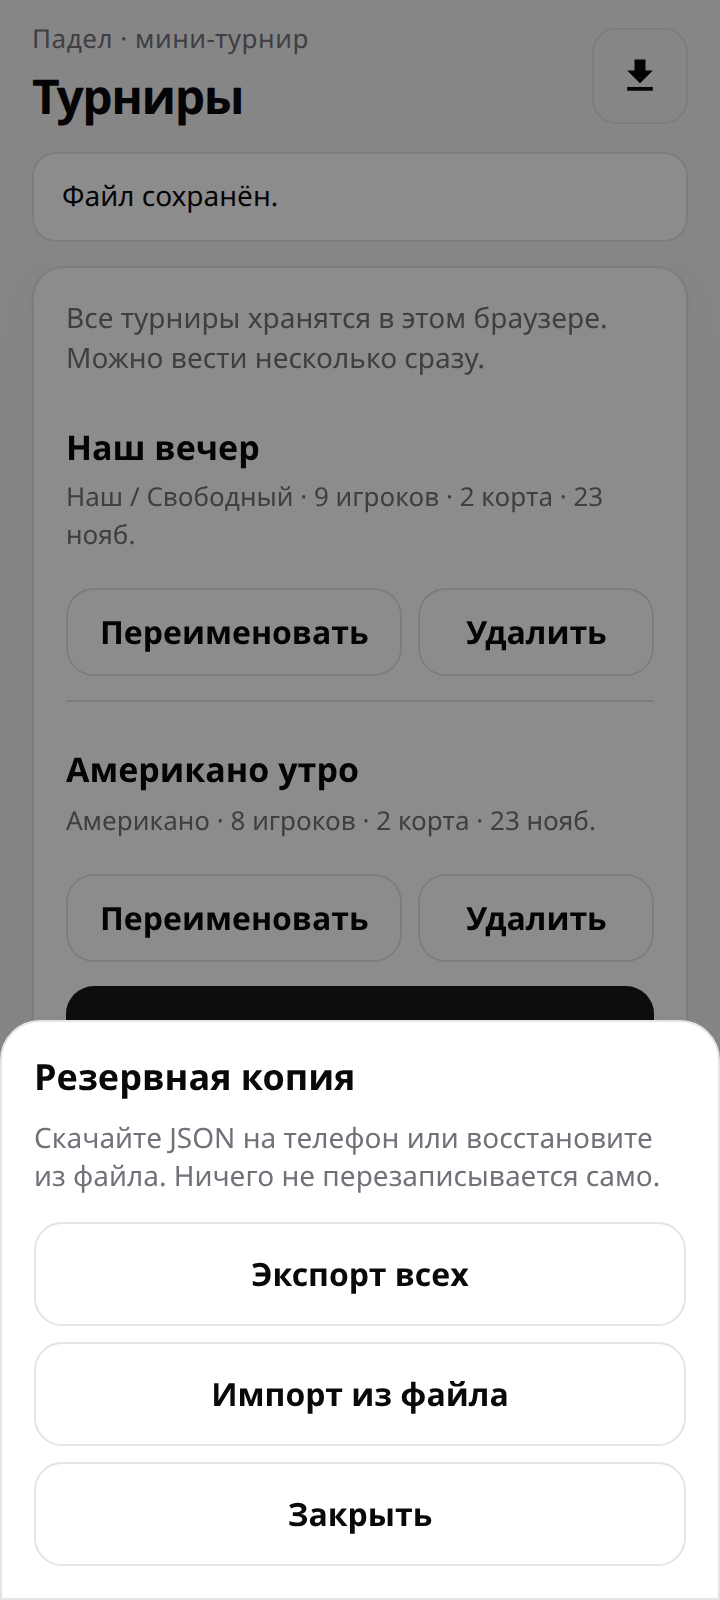 Падел · мини-турнир
Турниры
Файл сохранён.
Все турниры хранятся в этом браузере.
Можно вести несколько сразу.
Наш вечер
Наш / Свободный · 9 игроков · 2 корта · 23
нояб.
Переименовать
Удалить
Американо утро
Американо · 8 игроков · 2 корта · 23 нояб.
Переименовать
Удалить
Резервная копия
Скачайте JSON на телефон или восстановите
из файла. Ничего не перезаписывается само.
Экспорт всех
Импорт из файла
Закрыть